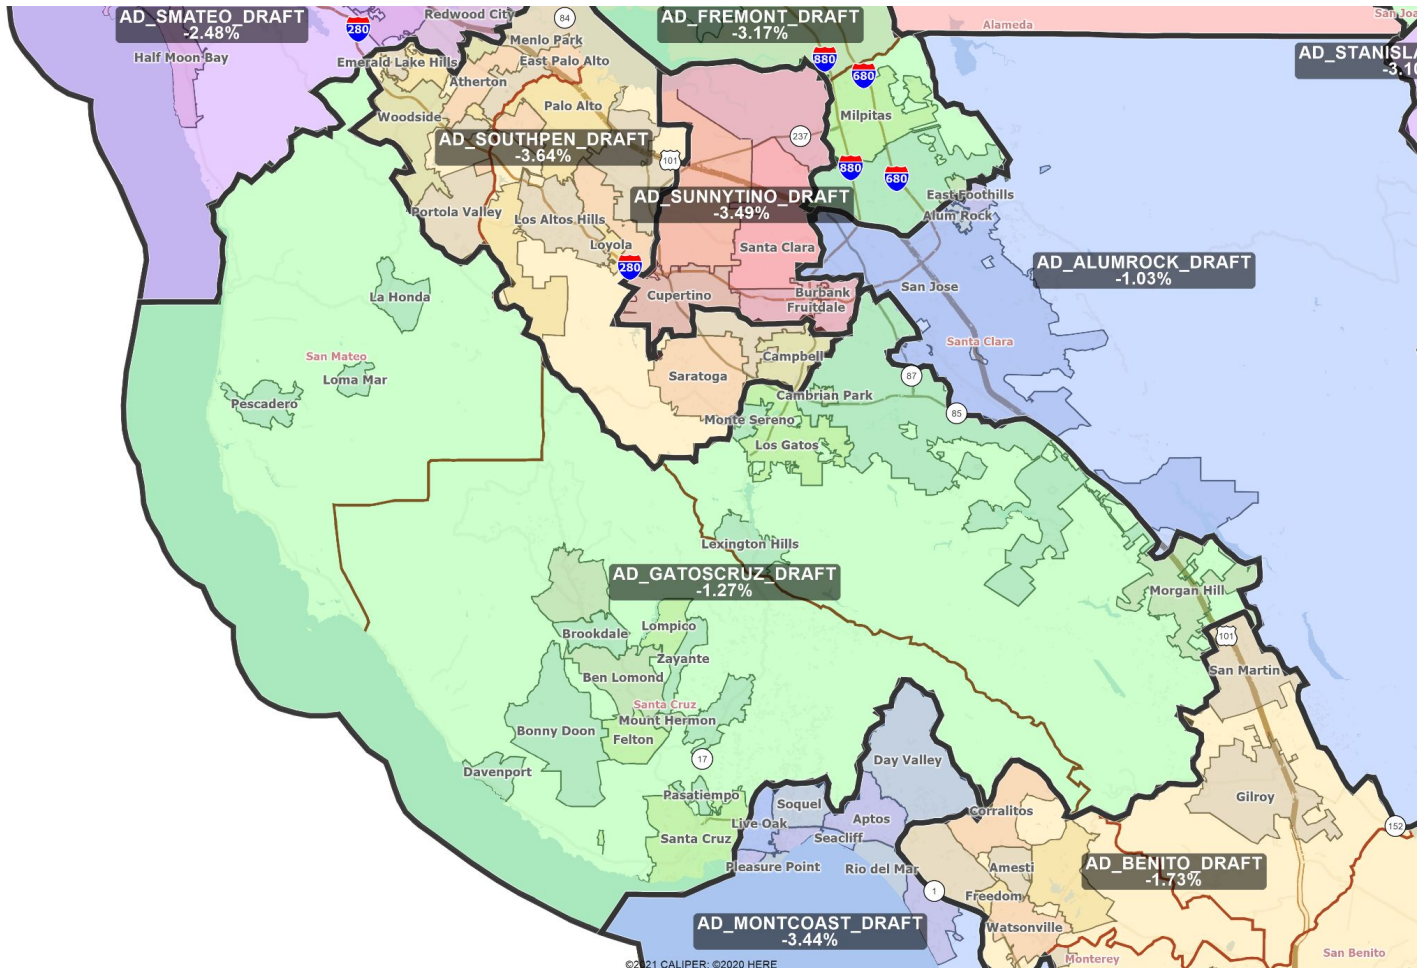 AD_SMATEO_DRAFT
-2.48%
280
Redwood City
84
AD_FREMONT_DRAFT
-3.17%
Alameda
Half Moon Bay
Emerald Lake Hills
Menlo Park
East Palo Alto
Atherton
880
680
AD_STANISLA
-3.10
Woodside
Palo Alto
Milpitas
AD_SOUTHPEN_DRAFT
-3.64%
101
237
880
680
AD_SUNNYTINO_DRAFT
-3.49%
East Foothills
Alum Rock
Portola Valley
Los Altos Hills
Loyola
280
Santa Clara
AD_ALUMROCK_DRAFT
-1.03%
La Honda
Cupertino
Burbank
Fruitdale
San Jose
Santa Clara
San Mateo
Loma Mar
Pescadero
Saratoga
Campbell
Cambrian Park
87
85
Monte Sereno
Los Gatos
Lexington Hills
AD_GATOSCRUZ_DRAFT
-1.27%
Morgan Hill
Brookdale
Lompico
Zayante
Ben Lomond
101
San Martin
Santa Cruz
Mount Hermon
Bonny Doon
Felton
17
Day Valley
Davenport
Pasatiempo
Soquel
Gilroy
Live Oak
Aptos
Corralitos
Santa Cruz
Seacliff
152
Pleasure Point
Rio del Mar
Amesti
AD_BENITO_DRAFT
-1.73%
1
Freedom
AD_MONTCOAST_DRAFT
-3.44%
Watsonville
Monterey
San Benito
©2021 CALIPER; ©2020 HERE